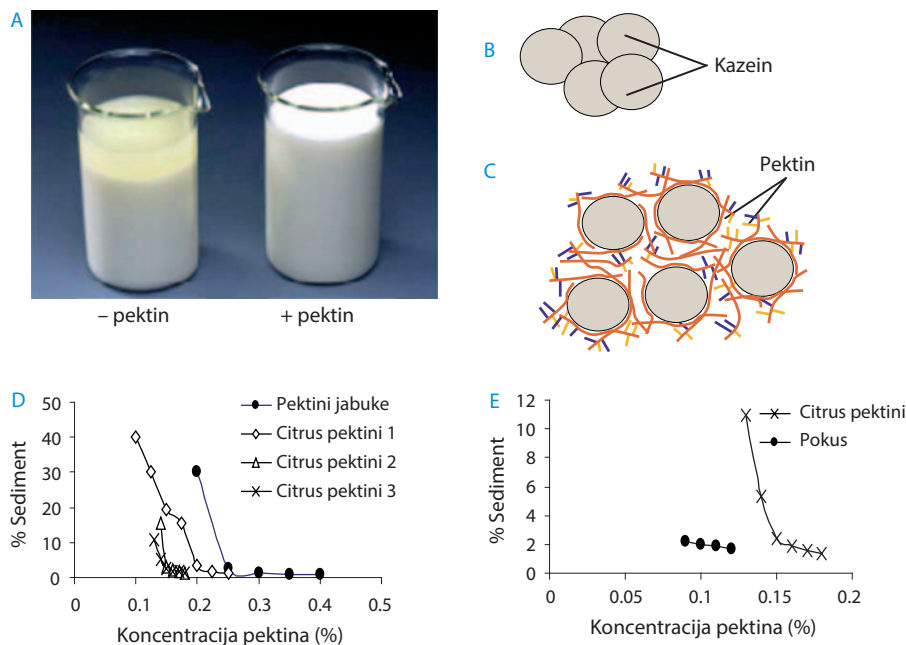 A
– pektin
+ pektin
B
Kazein
C
Pektin
D
% Sediment
50
40
30
20
10
0
0
0.1
0.2
0.3
0.4
0.5
Koncentracija pektina (%)
Pektini jabuke
Citrus pektini 1
Citrus pektini 2
Citrus pektini 3
E
% Sediment
12
10
8
6
4
2
0
0
0.05
0.1
0.15
0.2
Koncentracija pektina (%)
Citrus pektini
Pokus